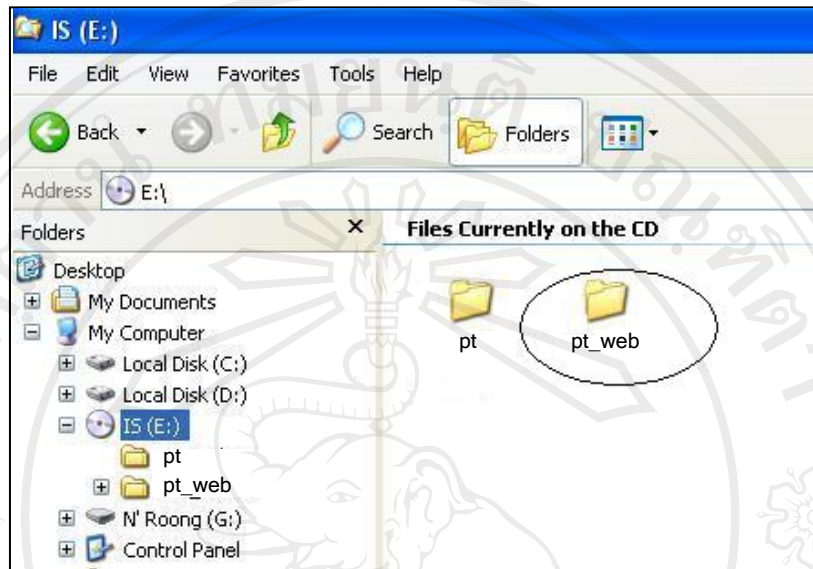 IS (E:)
File Edit View Favorites Tools Help
Back Search Folders
Address E:\
Folders × Files Currently on the CD
Desktop
My Documents
My Computer
Local Disk (C:)
Local Disk (D:)
IS (E:)
pt
pt_web
N' Roong (G:)
Control Panel
pt pt_web